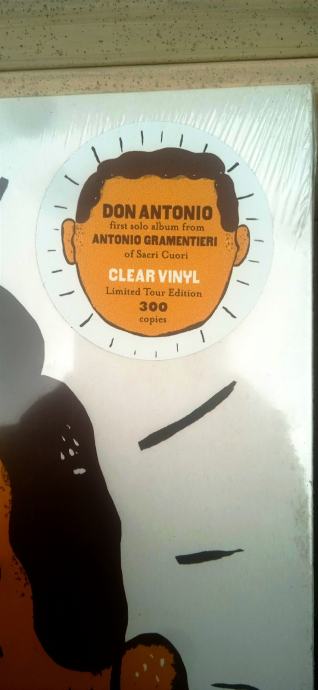 DON ANTONIO
first solo album from
ANTONIO GRAMENTIERI
of Sacri Cuori
CLEAR VINYL
Limited Tour Edition
300
copies